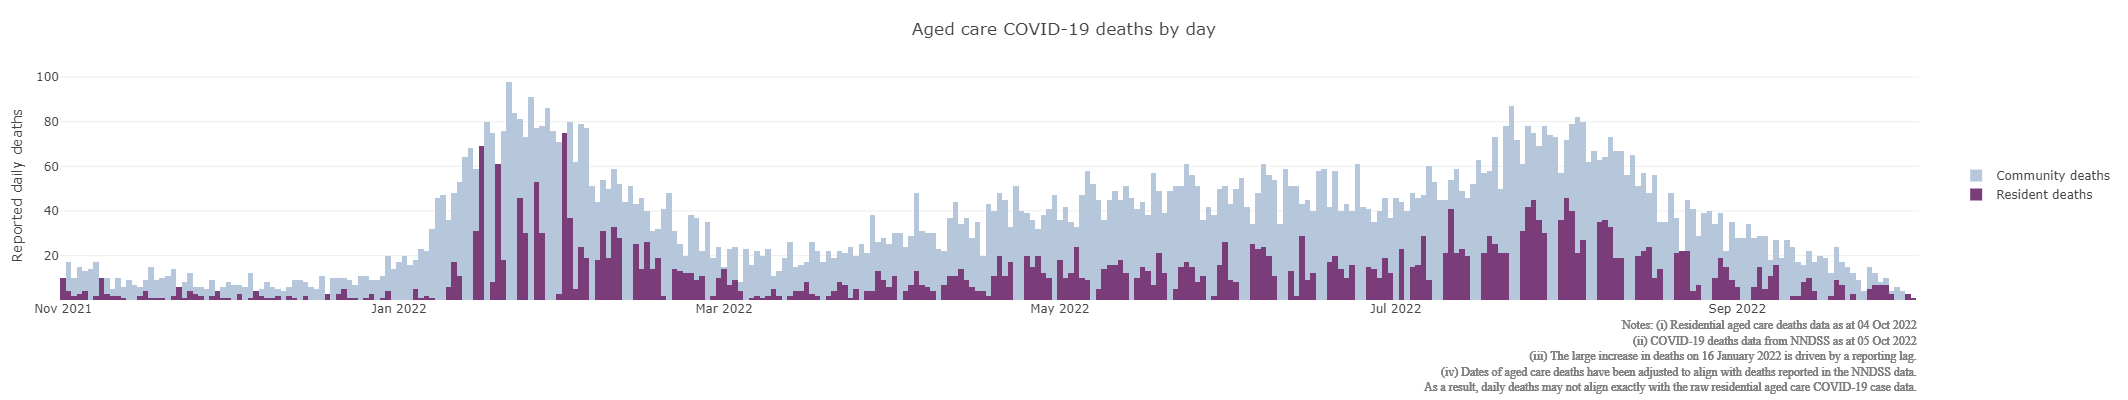 Aged care COVID-19 deaths by day
Reported daily deaths
100
80
60
40
20
Nov 2021
Jan 2022
Mar 2022
May 2022
Jul 2022
Sep 2022
Community deaths
Resident deaths
Notes: (i) Residential aged care deaths data as at 04 Oct 2022
(ii) COVID-19 deaths data from NNDSS as at 05 Oct 2022
(iii) The large increase in deaths on 16 January 2022 is driven by a reporting lag.
(iv) Dates of aged care deaths have been adjusted to align with deaths reported in the NNDSS data.
As a result, daily deaths may not align exactly with the raw residential aged care COVID-19 case data.